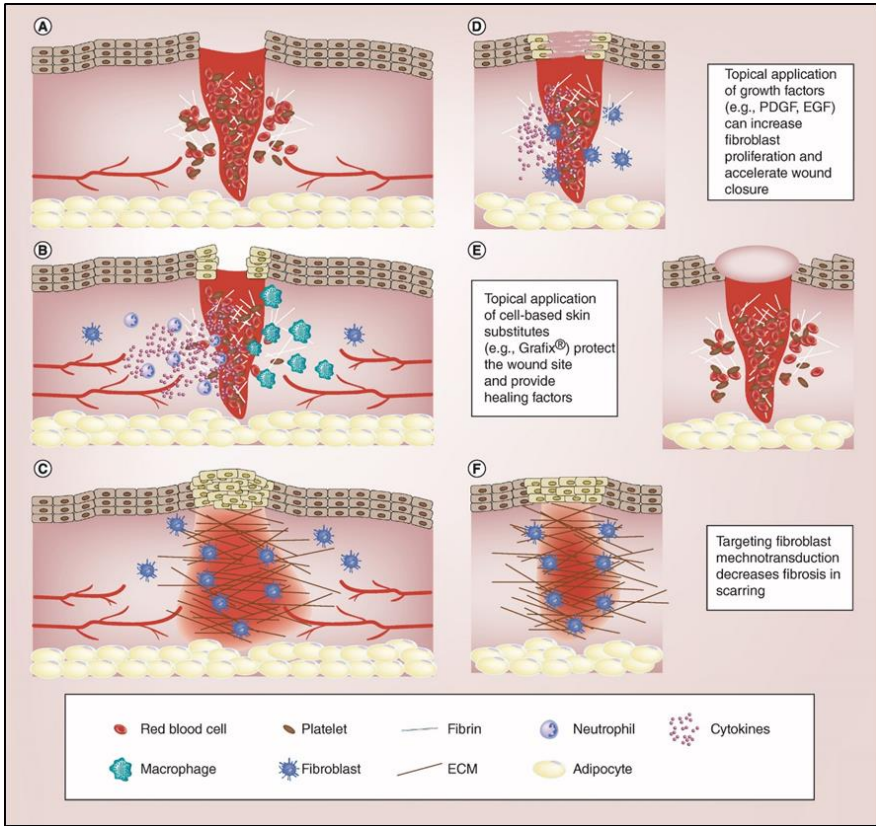 A
D
Topical application
of growth factors
(e.g., PDGF, EGF)
can increase
fibroblast
proliferation and
accelerate wound
closure
B
E
Topical application
of cell-based skin
substitutes
(e.g., Grafix®) protect
the wound site
and provide
healing factors
C
F
Targeting fibroblast
mechnotransduction
decreases fibrosis in
scarring
Red blood cell
Platelet
Fibrin
Neutrophil
Cytokines
Macrophage
Fibroblast
ECM
Adipocyte